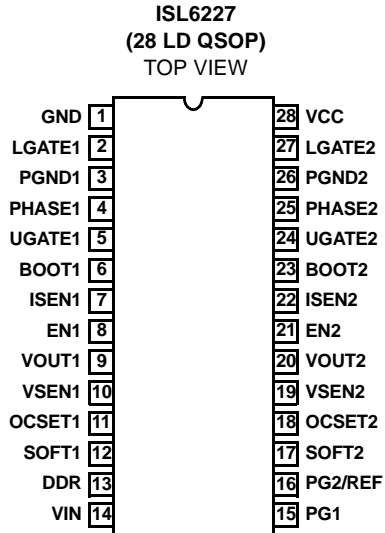 ISL6227
(28 LD QSOP)
TOP VIEW
GND 1 28 VCC
LGATE1 2 27 LGATE2
PGND1 3 26 PGND2
PHASE1 4 25 PHASE2
UGATE1 5 24 UGATE2
BOOT1 6 23 BOOT2
ISEN1 7 22 ISEN2
EN1 8 21 EN2
VOUT1 9 20 VOUT2
VSEN1 10 19 VSEN2
OCSET1 11 18 OCSET2
SOFT1 12 17 SOFT2
DDR 13 16 PG2/REF
VIN 14 15 PG1